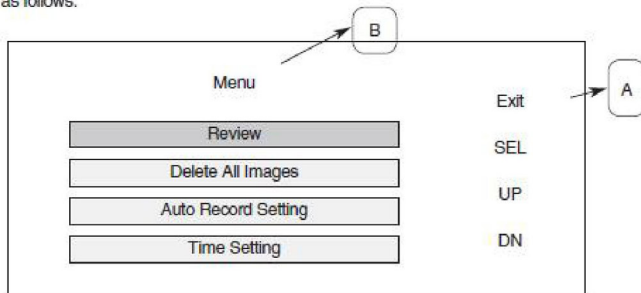 as follows:
B
Menu
A
Exit
Review
SEL
Delete All Images
UP
Auto Record Setting
Time Setting
DN